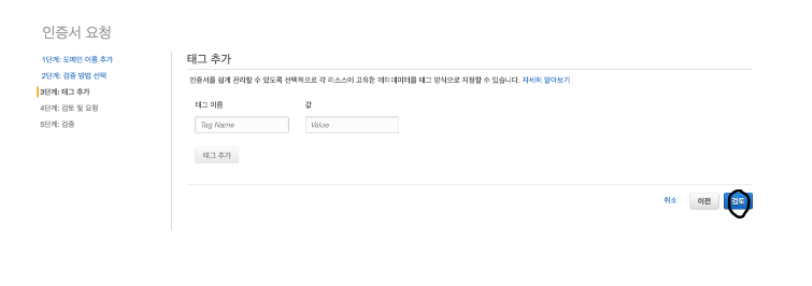 인증서 요청
1단계: 도메인 이름 추가
2단계: 검증 방법 선택
3단계: 태그 추가
4단계: 검토 및 요청
5단계: 검증
태그 추가
인증서를 쉽게 관리할 수 있도록 선택적으로 각 리소스에 고유한 메타데이터를 태그 형식으로 지정할 수 있습니다. 자세히 알아보기
태그 이름 값
Tag Name Value
태그 추가
취소 이전 검토